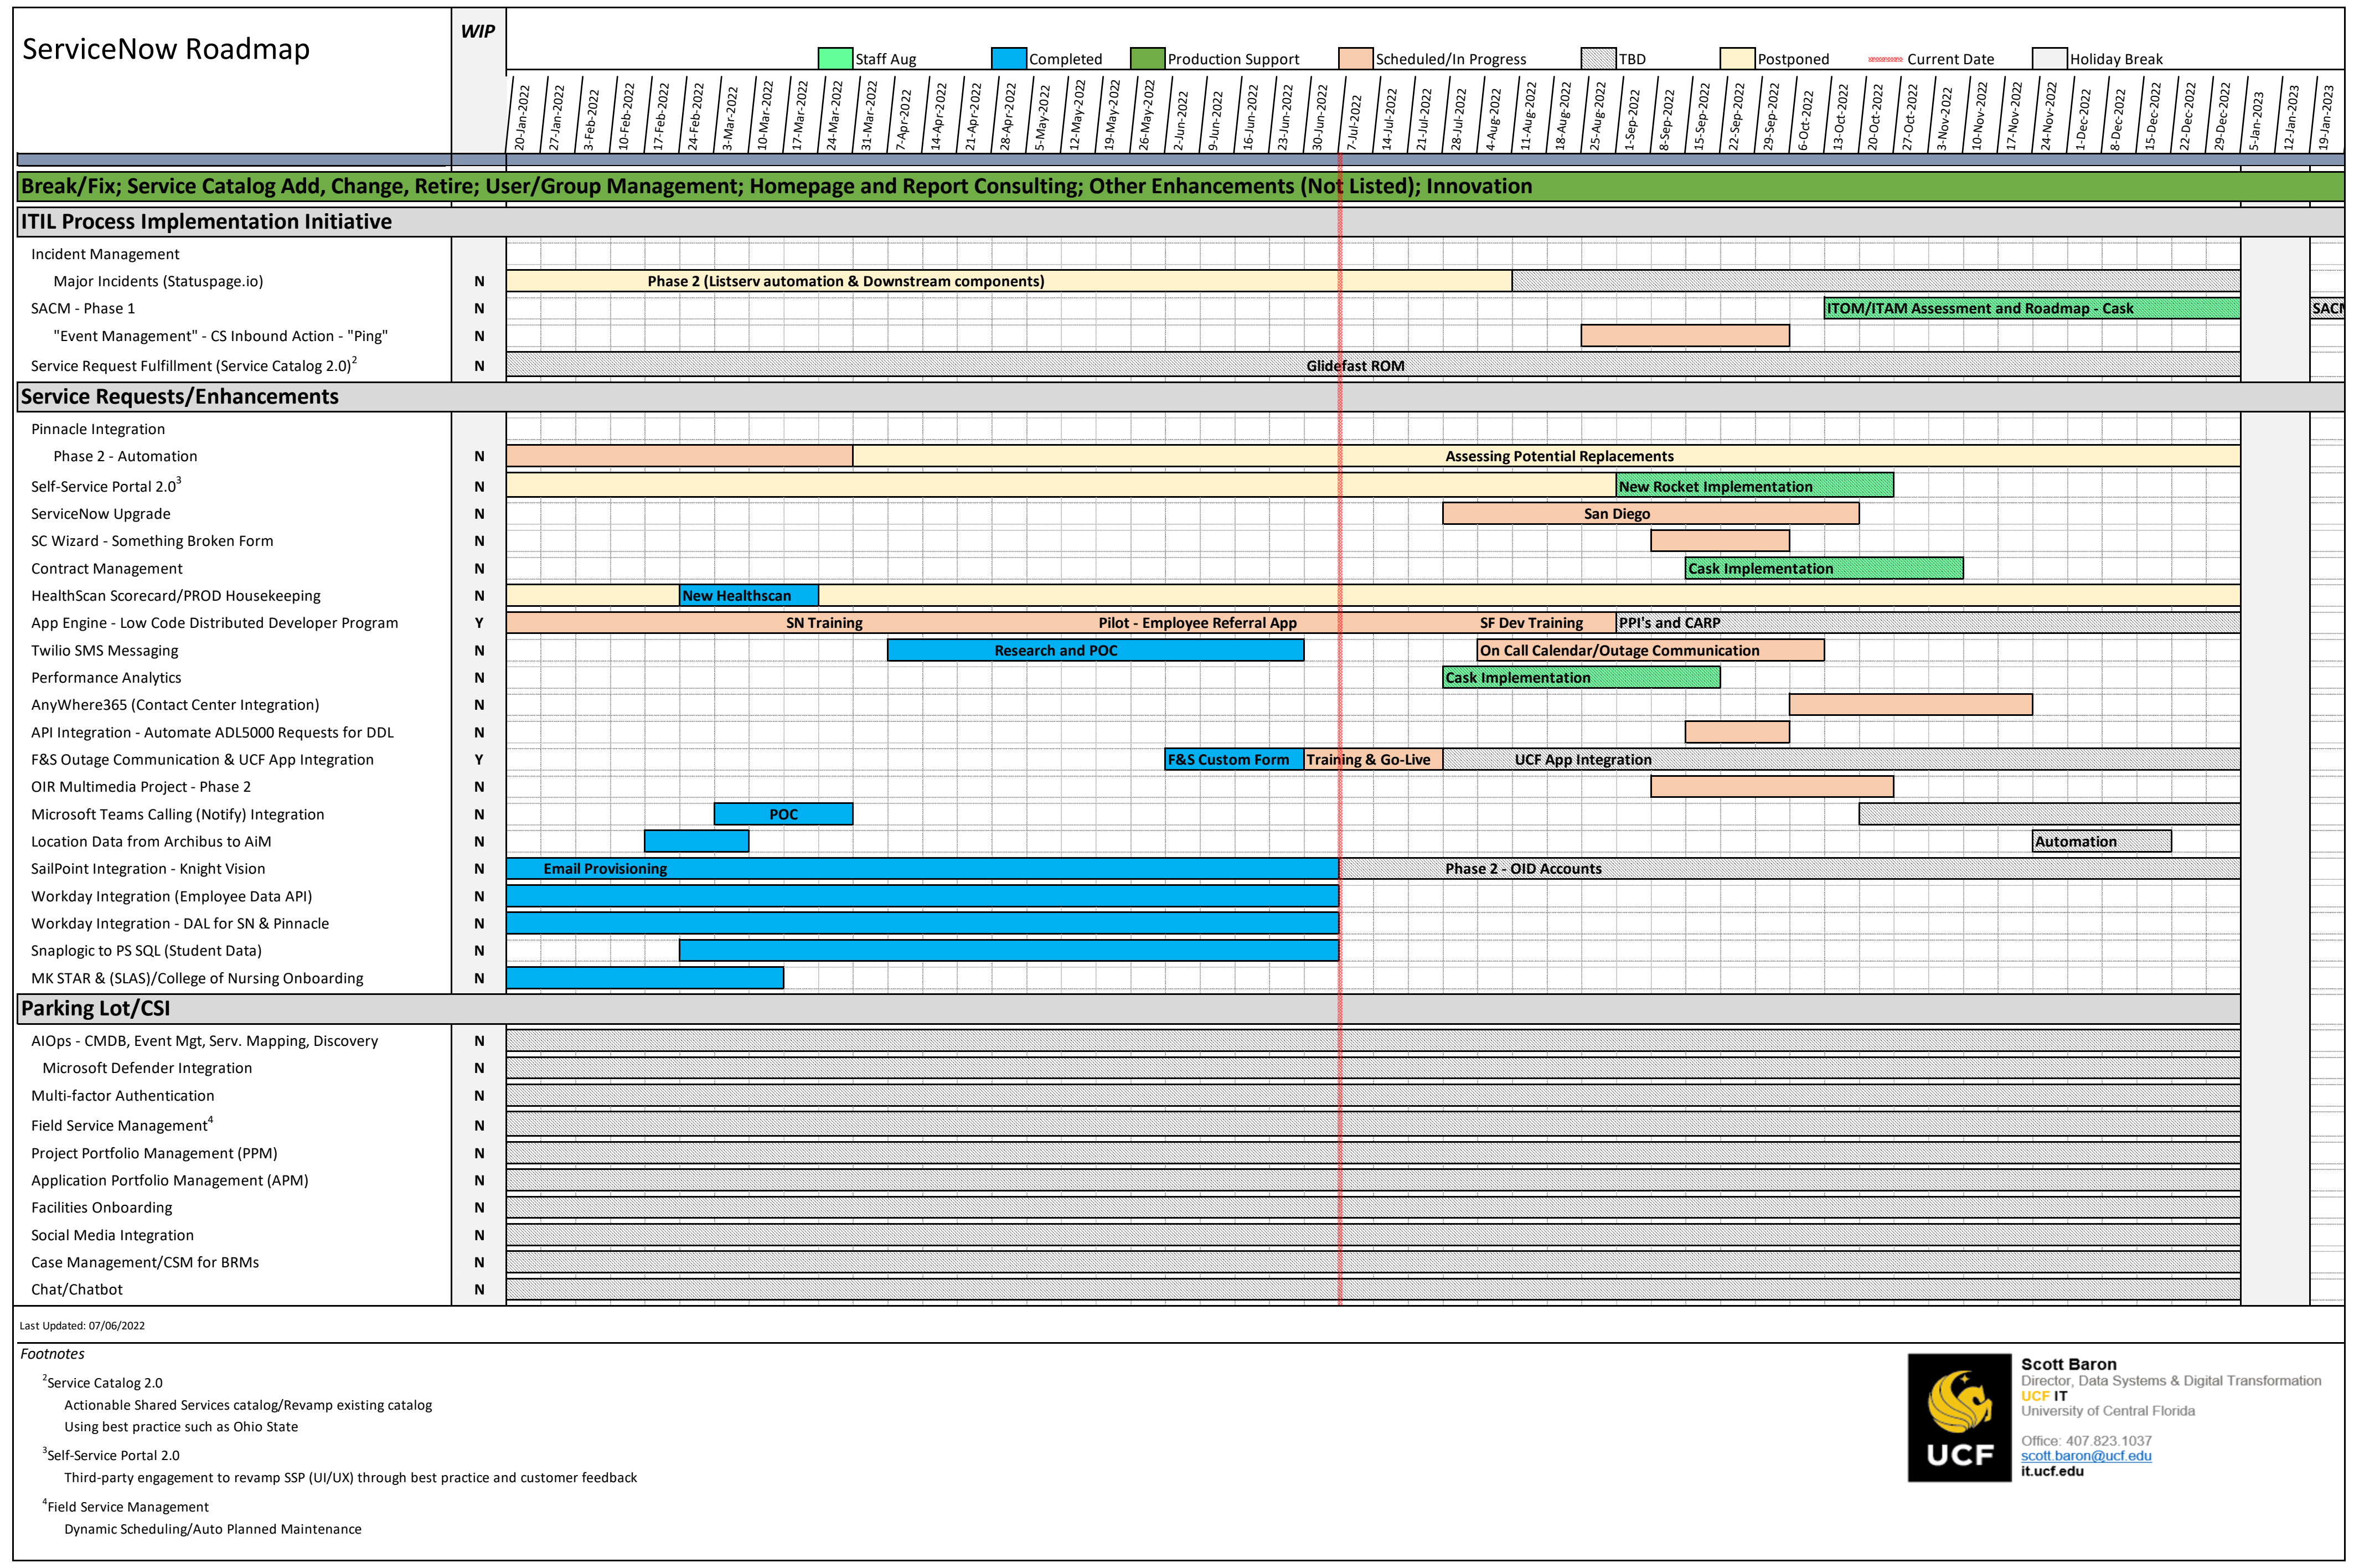 ServiceNow Roadmap
WIP
Staff Aug
Completed
Production Support
Scheduled/In Progress
TBD
Postponed
Current Date
Holiday Break
20-Jan-2022
27-Jan-2022
3-Feb-2022
10-Feb-2022
17-Feb-2022
24-Feb-2022
3-Mar-2022
10-Mar-2022
17-Mar-2022
24-Mar-2022
31-Mar-2022
7-Apr-2022
14-Apr-2022
21-Apr-2022
28-Apr-2022
5-May-2022
12-May-2022
19-May-2022
26-May-2022
2-Jun-2022
9-Jun-2022
16-Jun-2022
23-Jun-2022
30-Jun-2022
7-Jul-2022
14-Jul-2022
21-Jul-2022
28-Jul-2022
4-Aug-2022
11-Aug-2022
18-Aug-2022
25-Aug-2022
1-Sep-2022
8-Sep-2022
15-Sep-2022
22-Sep-2022
29-Sep-2022
6-Oct-2022
13-Oct-2022
20-Oct-2022
27-Oct-2022
3-Nov-2022
10-Nov-2022
17-Nov-2022
24-Nov-2022
1-Dec-2022
8-Dec-2022
15-Dec-2022
22-Dec-2022
29-Dec-2022
5-Jan-2023
12-Jan-2023
19-Jan-2023
Break/Fix; Service Catalog Add, Change, Retire; User/Group Management; Homepage and Report Consulting; Other Enhancements (Not Listed); Innovation
ITIL Process Implementation Initiative
Incident Management
Major Incidents (Statuspage.io) N Phase 2 (Listserv automation & Downstream components)
SACM - Phase 1 N ITOM/ITAM Assessment and Roadmap - Cask SACM
"Event Management" - CS Inbound Action - "Ping" N
Service Request Fulfillment (Service Catalog 2.0)2 N Glidefast ROM
Service Requests/Enhancements
Pinnacle Integration
Phase 2 - Automation N Assessing Potential Replacements
Self-Service Portal 2.03 N New Rocket Implementation
ServiceNow Upgrade N San Diego
SC Wizard - Something Broken Form N
Contract Management N Cask Implementation
HealthScan Scorecard/PROD Housekeeping N New Healthscan
App Engine - Low Code Distributed Developer Program Y SN Training Pilot - Employee Referral App SF Dev Training PPI's and CARP
Twilio SMS Messaging N Research and POC On Call Calendar/Outage Communication
Performance Analytics N Cask Implementation
AnyWhere365 (Contact Center Integration) N
API Integration - Automate ADL5000 Requests for DDL N
F&S Outage Communication & UCF App Integration Y F&S Custom Form Training & Go-Live UCF App Integration
OIR Multimedia Project - Phase 2 N
Microsoft Teams Calling (Notify) Integration N POC
Location Data from Archibus to AiM N Automation
SailPoint Integration - Knight Vision N Email Provisioning Phase 2 - OID Accounts
Workday Integration (Employee Data API) N
Workday Integration - DAL for SN & Pinnacle N
Snaplogic to PS SQL (Student Data) N
MK STAR & (SLAS)/College of Nursing Onboarding N
Parking Lot/CSI
AIOps - CMDB, Event Mgt, Serv. Mapping, Discovery N
Microsoft Defender Integration N
Multi-factor Authentication N
Field Service Management4 N
Project Portfolio Management (PPM) N
Application Portfolio Management (APM) N
Facilities Onboarding N
Social Media Integration N
Case Management/CSM for BRMs N
Chat/Chatbot N
Last Updated: 07/06/2022
Footnotes
2Service Catalog 2.0
Actionable Shared Services catalog/Revamp existing catalog
Using best practice such as Ohio State
3Self-Service Portal 2.0
Third-party engagement to revamp SSP (UI/UX) through best practice and customer feedback
4Field Service Management
Dynamic Scheduling/Auto Planned Maintenance
UCF
Scott Baron
Director, Data Systems & Digital Transformation
UCF IT
University of Central Florida
Office: 407.823.1037
scott.baron@ucf.edu
it.ucf.edu